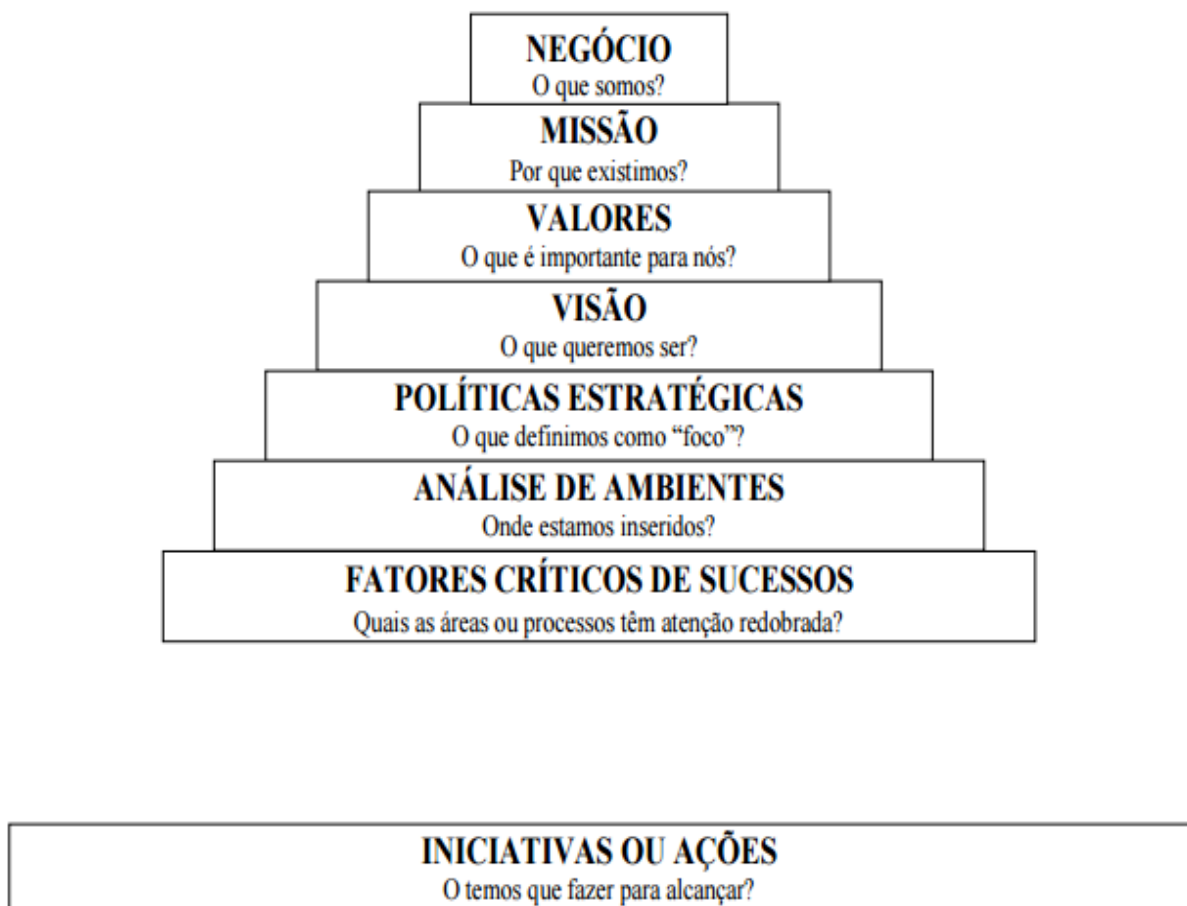 NEGÓCIO
O que somos?
MISSÃO
Por que existimos?
VALORES
O que é importante para nós?
VISÃO
O que queremos ser?
POLÍTICAS ESTRATÉGICAS
O que definimos como “foco”?
ANÁLISE DE AMBIENTES
Onde estamos inseridos?
FATORES CRÍTICOS DE SUCESSOS
Quais as áreas ou processos têm atenção redobrada?
INICIATIVAS OU AÇÕES
O temos que fazer para alcançar?